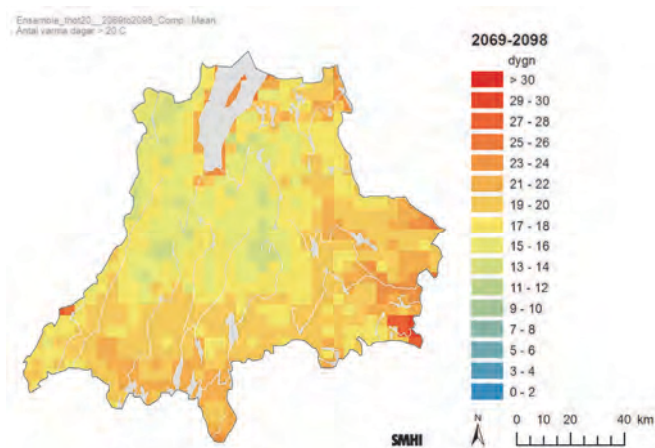 Ensamble_thot20__2069to2098_Comp : Mean
Antal varma dagar > 20 C
2069-2098
dygn
> 30
29 - 30
27 - 28
25 - 26
23 - 24
21 - 22
19 - 20
17 - 18
15 - 16
13 - 14
11 - 12
9 - 10
7 - 8
5 - 6
3 - 4
0 - 2
SMHI
N
0 10 20 40 km